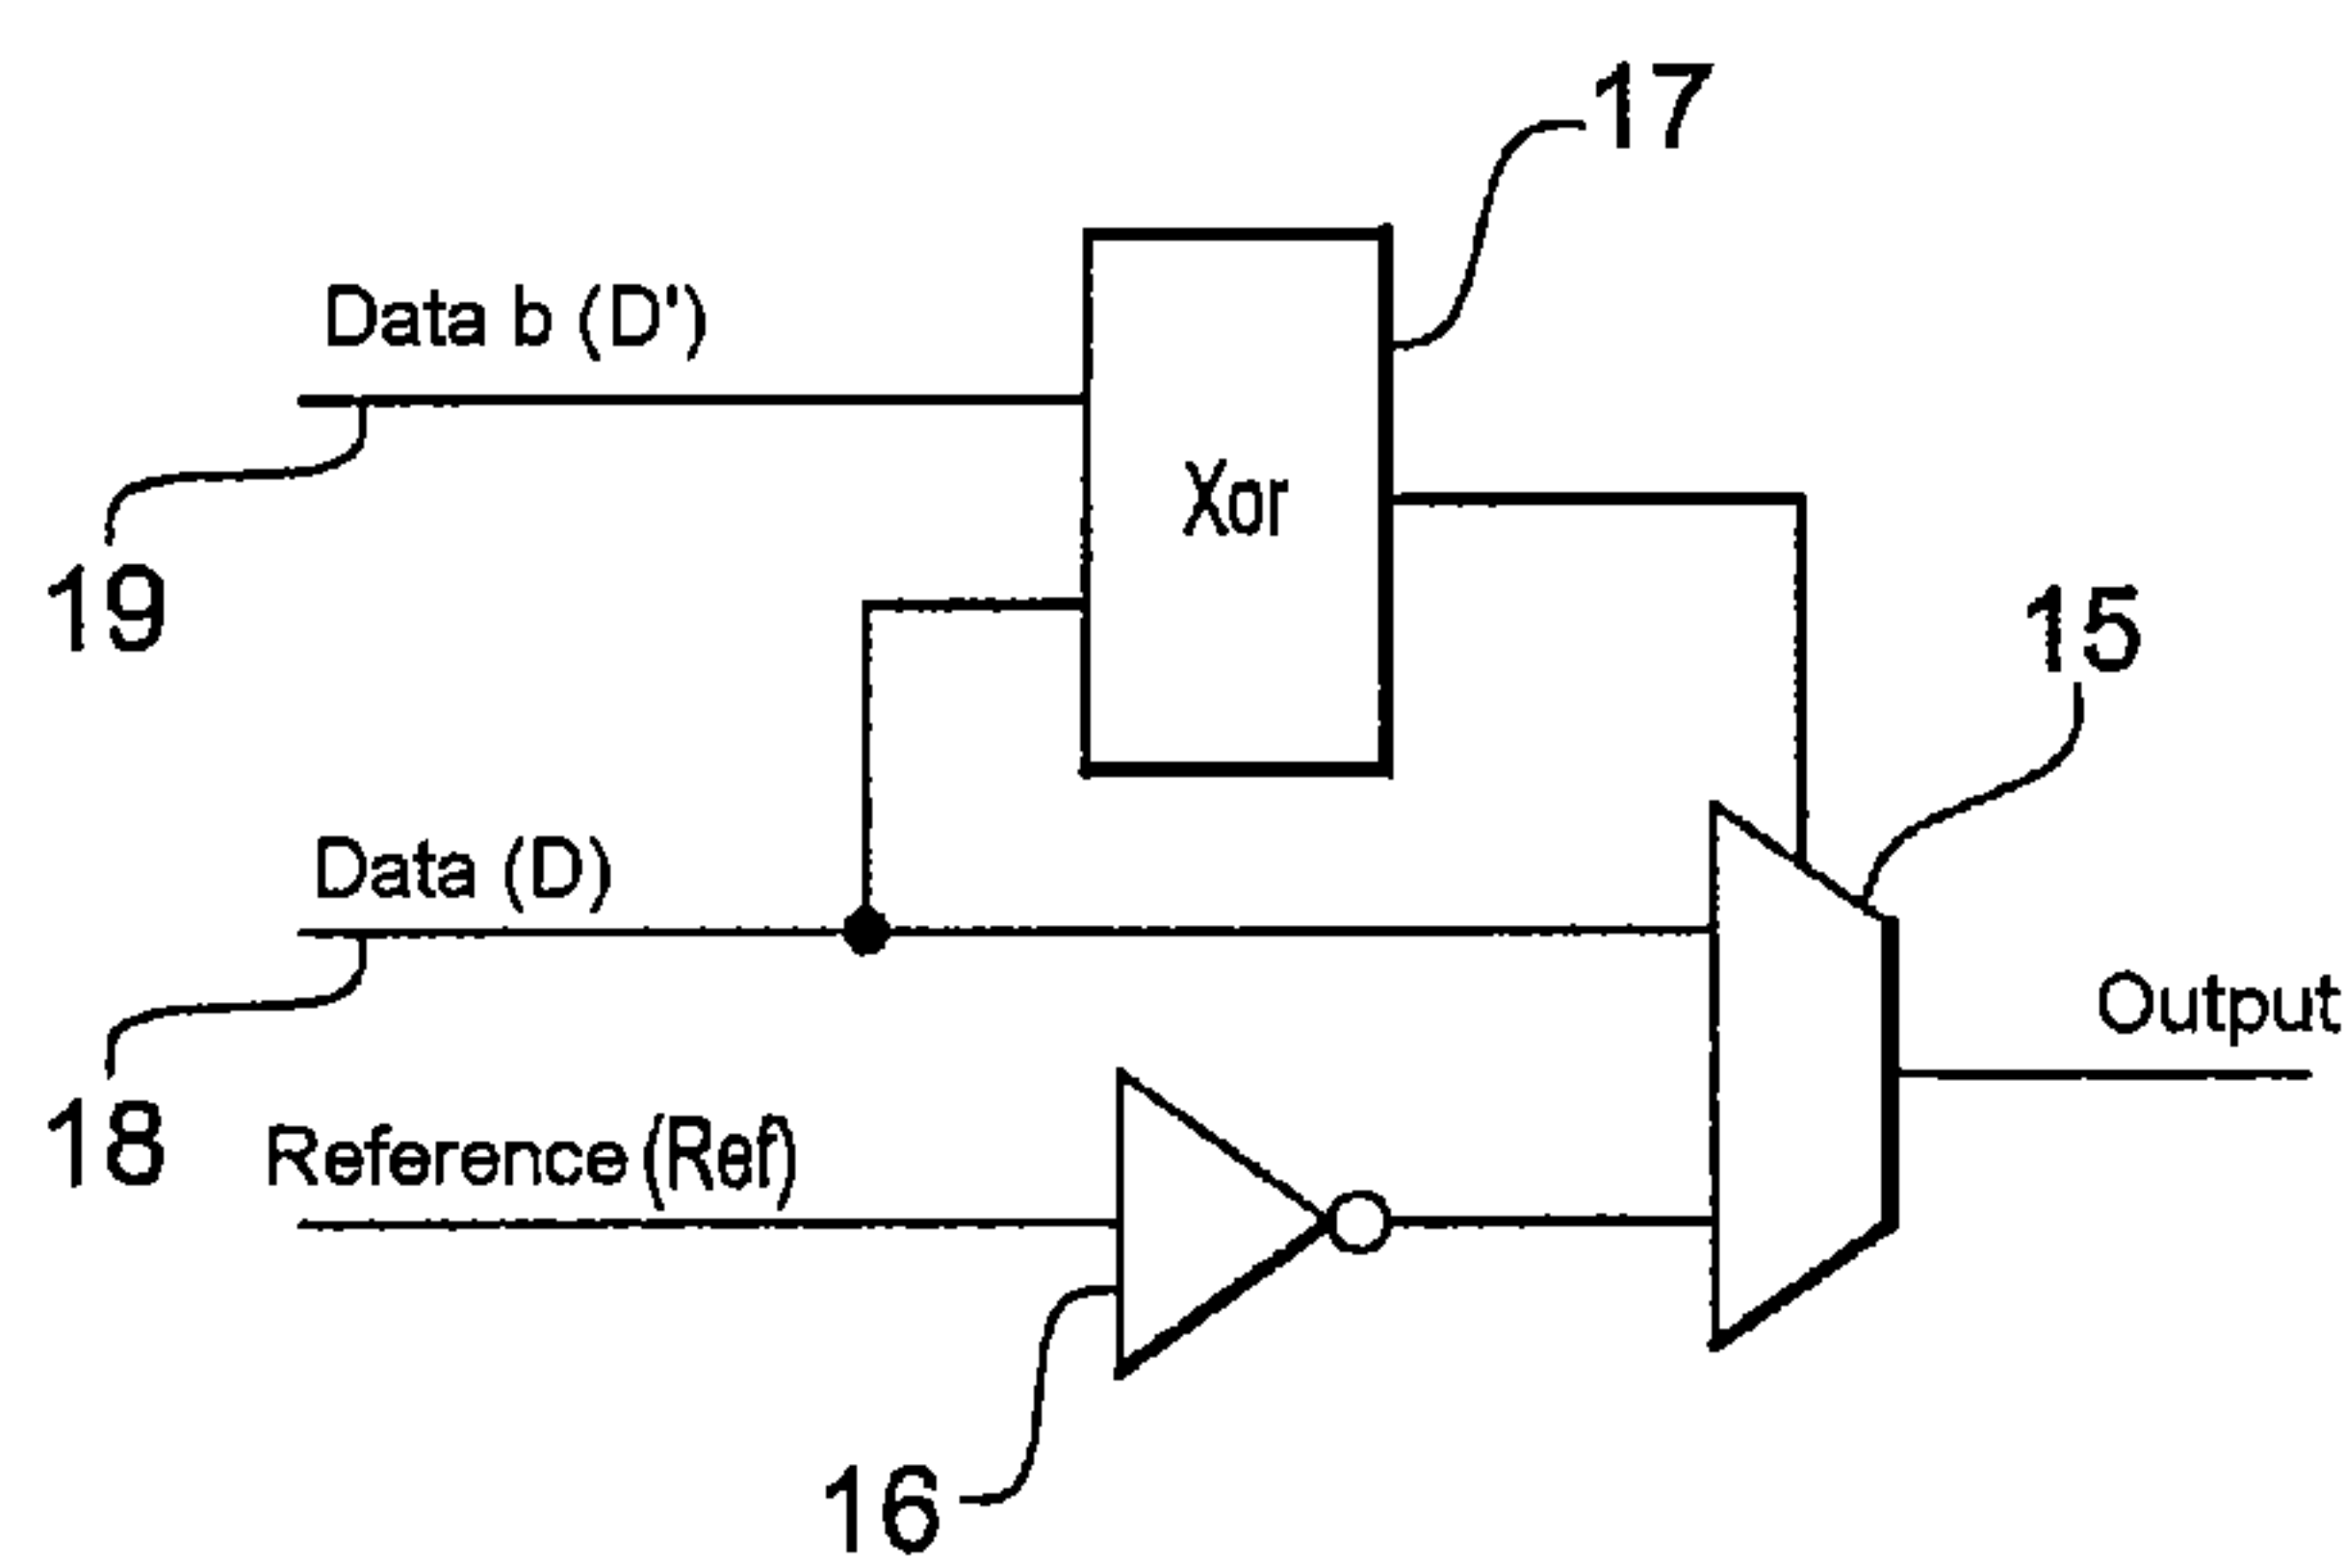 17
Data b (D')
Xor
19
15
Data (D)
Output
18
Reference (Ref)
16